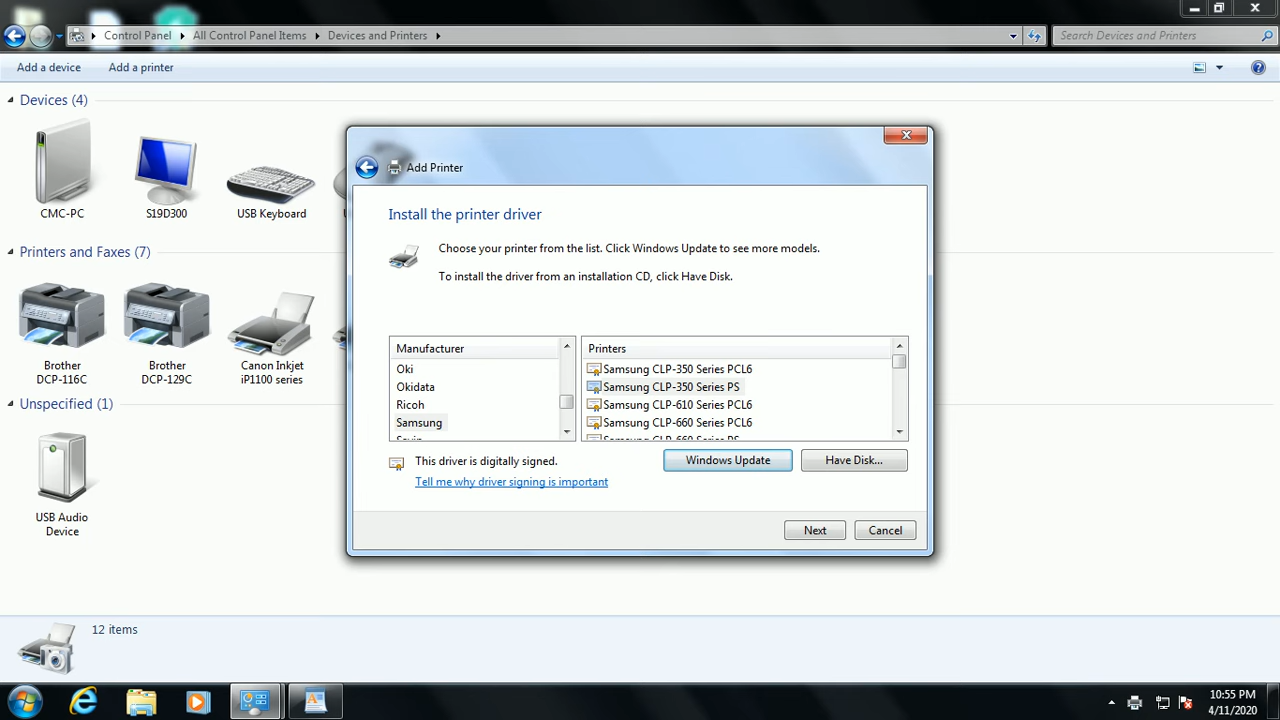 Control Panel
All Control Panel Items
Devices and Printers
Search Devices and Printers
Add a device
Add a printer
Devices (4)
CMC-PC
S19D300
USB Keyboard
Printers and Faxes (7)
Brother
DCP-116C
Brother
DCP-129C
Canon Inkjet
iP1100 series
Unspecified (1)
USB Audio
Device
Add Printer
Install the printer driver
Choose your printer from the list. Click Windows Update to see more models.
To install the driver from an installation CD, click Have Disk.
Manufacturer
Oki
Okidata
Ricoh
Samsung
Printers
Samsung CLP-350 Series PCL6
Samsung CLP-350 Series PS
Samsung CLP-610 Series PCL6
Samsung CLP-660 Series PCL6
Samsung CLP-660 Series PS
This driver is digitally signed.
Tell me why driver signing is important
Windows Update
Have Disk...
Next
Cancel
12 items
10:55 PM
4/11/2020